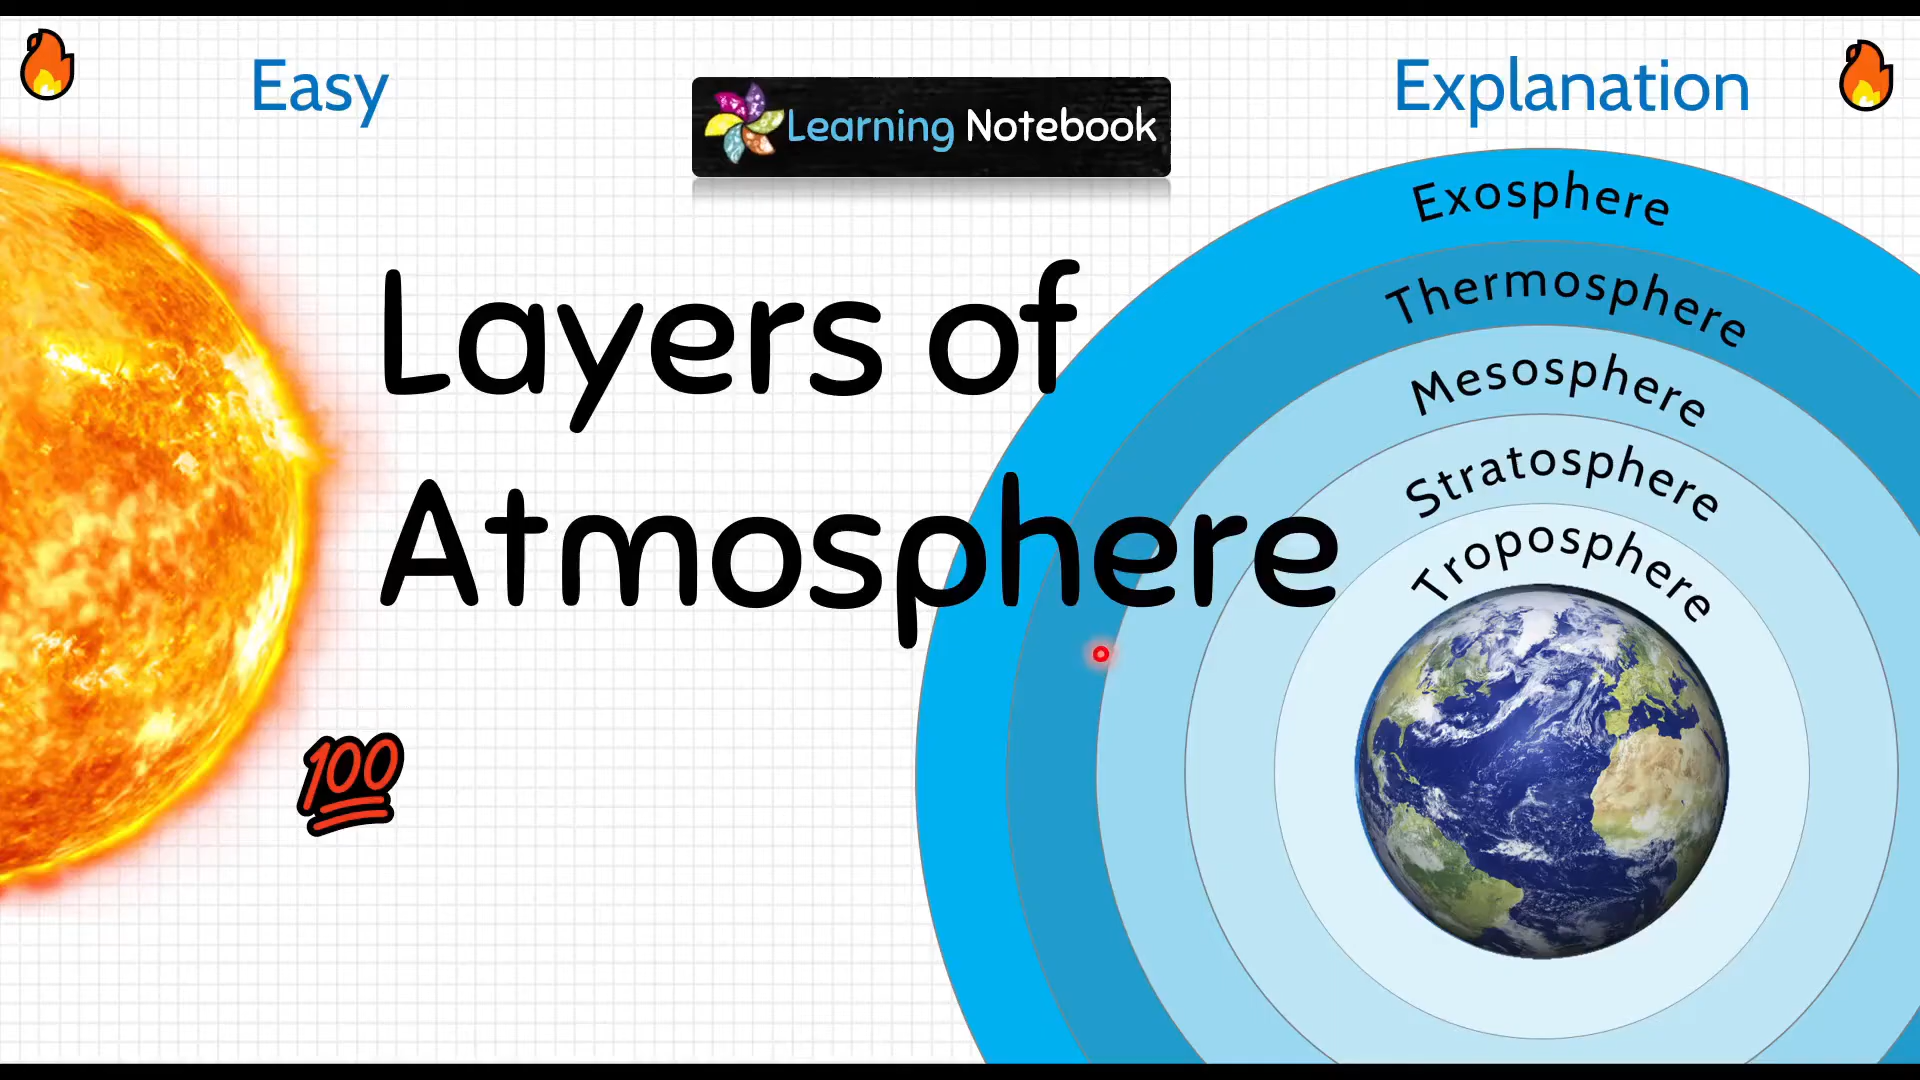 Easy
Learning Notebook
Explanation
Layers of
Atmosphere
Exosphere
Thermosphere
Mesosphere
Stratosphere
Troposphere
100